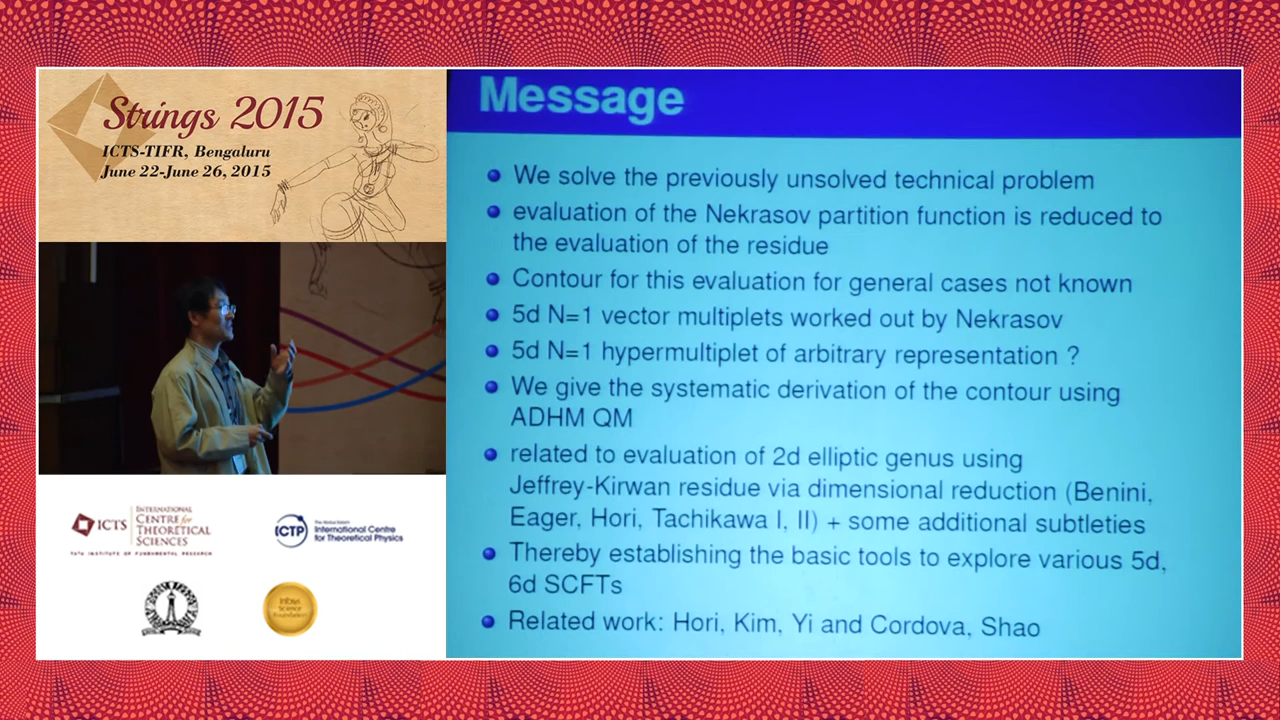 Strings 2015
ICTS-TIFR, Bengaluru
June 22-June 26, 2015
ICTS
INTERNATIONAL
CENTRE for
THEORETICAL
SCIENCES
TATA INSTITUTE OF FUNDAMENTAL RESEARCH
ICTP
The Abdus Salam
International Centre
for Theoretical Physics
Infosys
Science
Foundation
Message
We solve the previously unsolved technical problem
evaluation of the Nekrasov partition function is reduced to
the evaluation of the residue
Contour for this evaluation for general cases not known
5d N=1 vector multiplets worked out by Nekrasov
5d N=1 hypermultiplet of arbitrary representation ?
We give the systematic derivation of the contour using
ADHM QM
related to evaluation of 2d elliptic genus using
Jeffrey-Kirwan residue via dimensional reduction (Benini,
Eager, Hori, Tachikawa I, II) + some additional subtleties
Thereby establishing the basic tools to explore various 5d,
6d SCFTs
Related work: Hori, Kim, Yi and Cordova, Shao